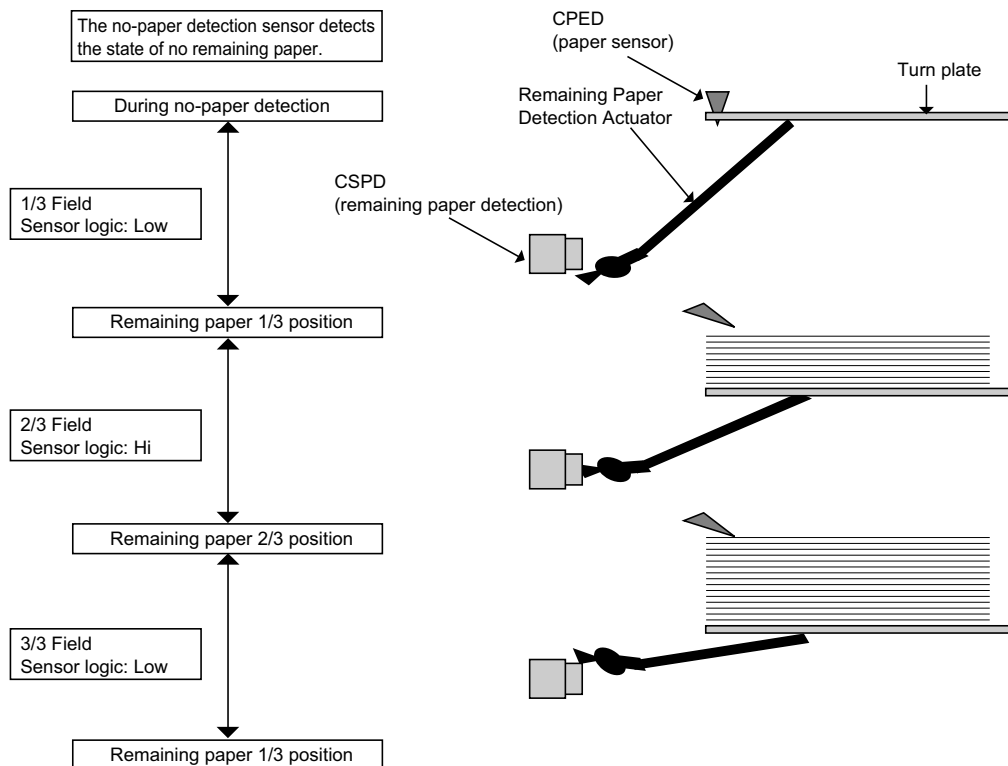 The no-paper detection sensor detects
the state of no remaining paper.
During no-paper detection
1/3 Field
Sensor logic: Low
Remaining paper 1/3 position
2/3 Field
Sensor logic: Hi
Remaining paper 2/3 position
3/3 Field
Sensor logic: Low
Remaining paper 1/3 position
CPED
(paper sensor)
Turn plate
Remaining Paper
Detection Actuator
CSPD
(remaining paper detection)